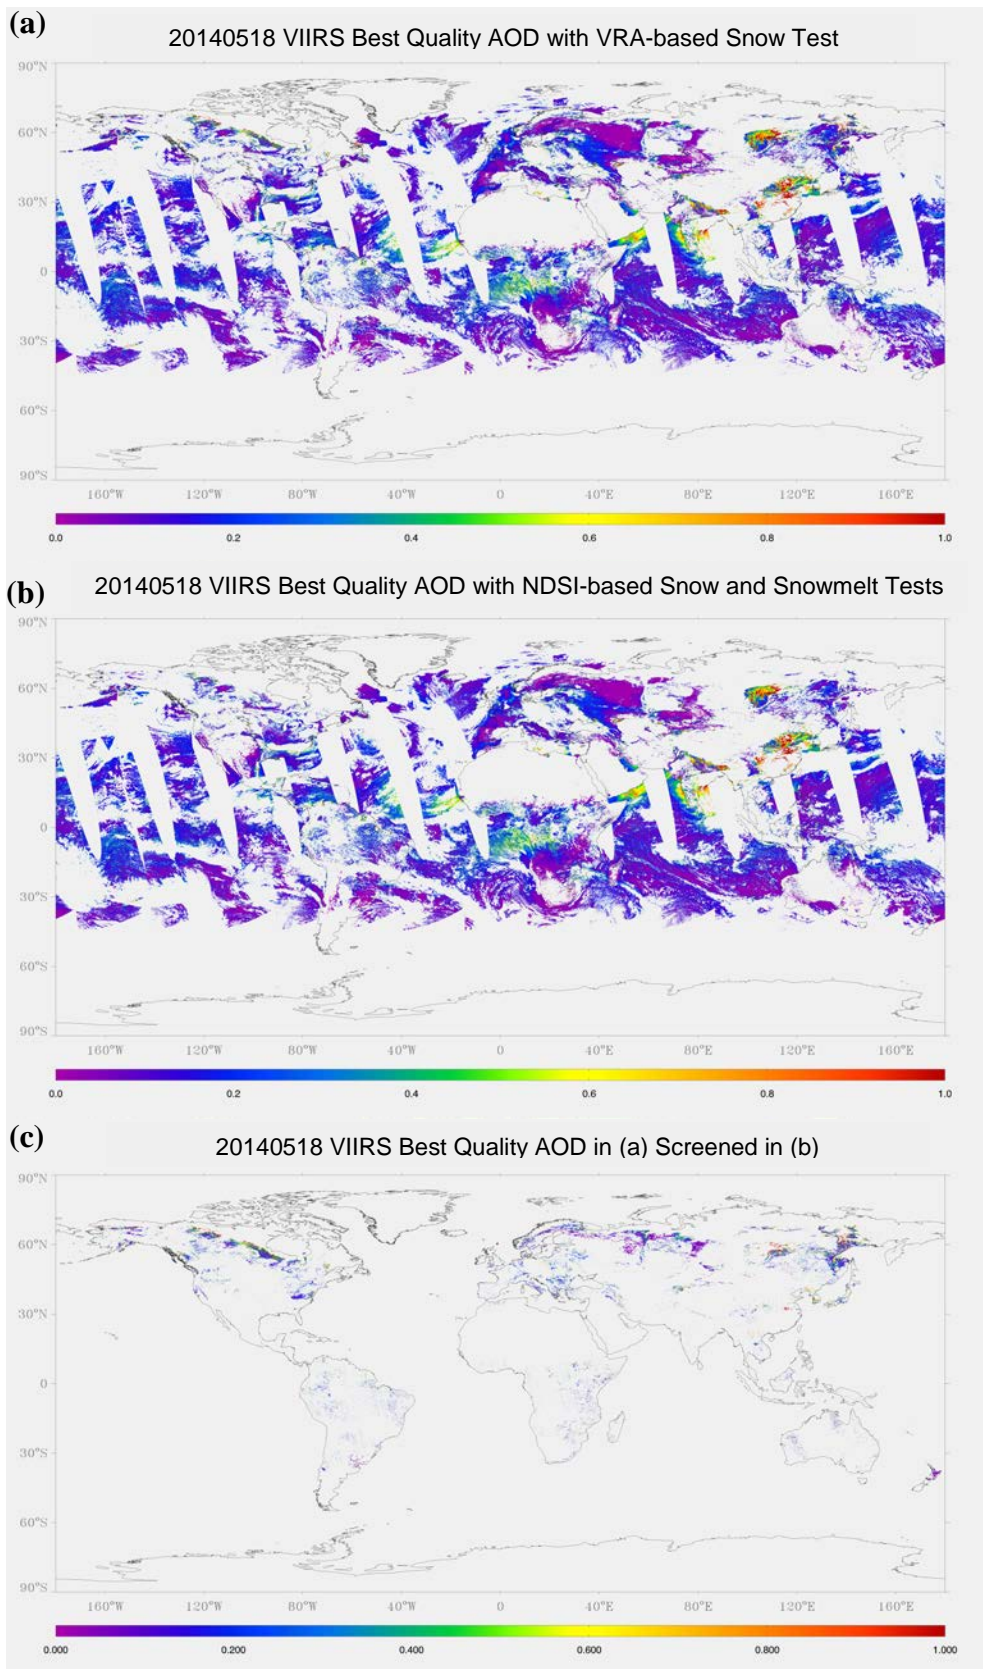 (a)
20140518 VIIRS Best Quality AOD with VRA-based Snow Test
90°N
60°N
30°N
0
30°S
60°S
90°S
160°W 120°W 80°W 40°W 0 40°E 80°E 120°E 160°E
0.0 0.2 0.4 0.6 0.8 1.0
(b)
20140518 VIIRS Best Quality AOD with NDSI-based Snow and Snowmelt Tests
90°N
60°N
30°N
0
30°S
60°S
90°S
160°W 120°W 80°W 40°W 0 40°E 80°E 120°E 160°E
0.0 0.2 0.4 0.6 0.8 1.0
(c)
20140518 VIIRS Best Quality AOD in (a) Screened in (b)
90°N
60°N
30°N
0
30°S
60°S
90°S
160°W 120°W 80°W 40°W 0 40°E 80°E 120°E 160°E
0.000 0.200 0.400 0.600 0.800 1.000